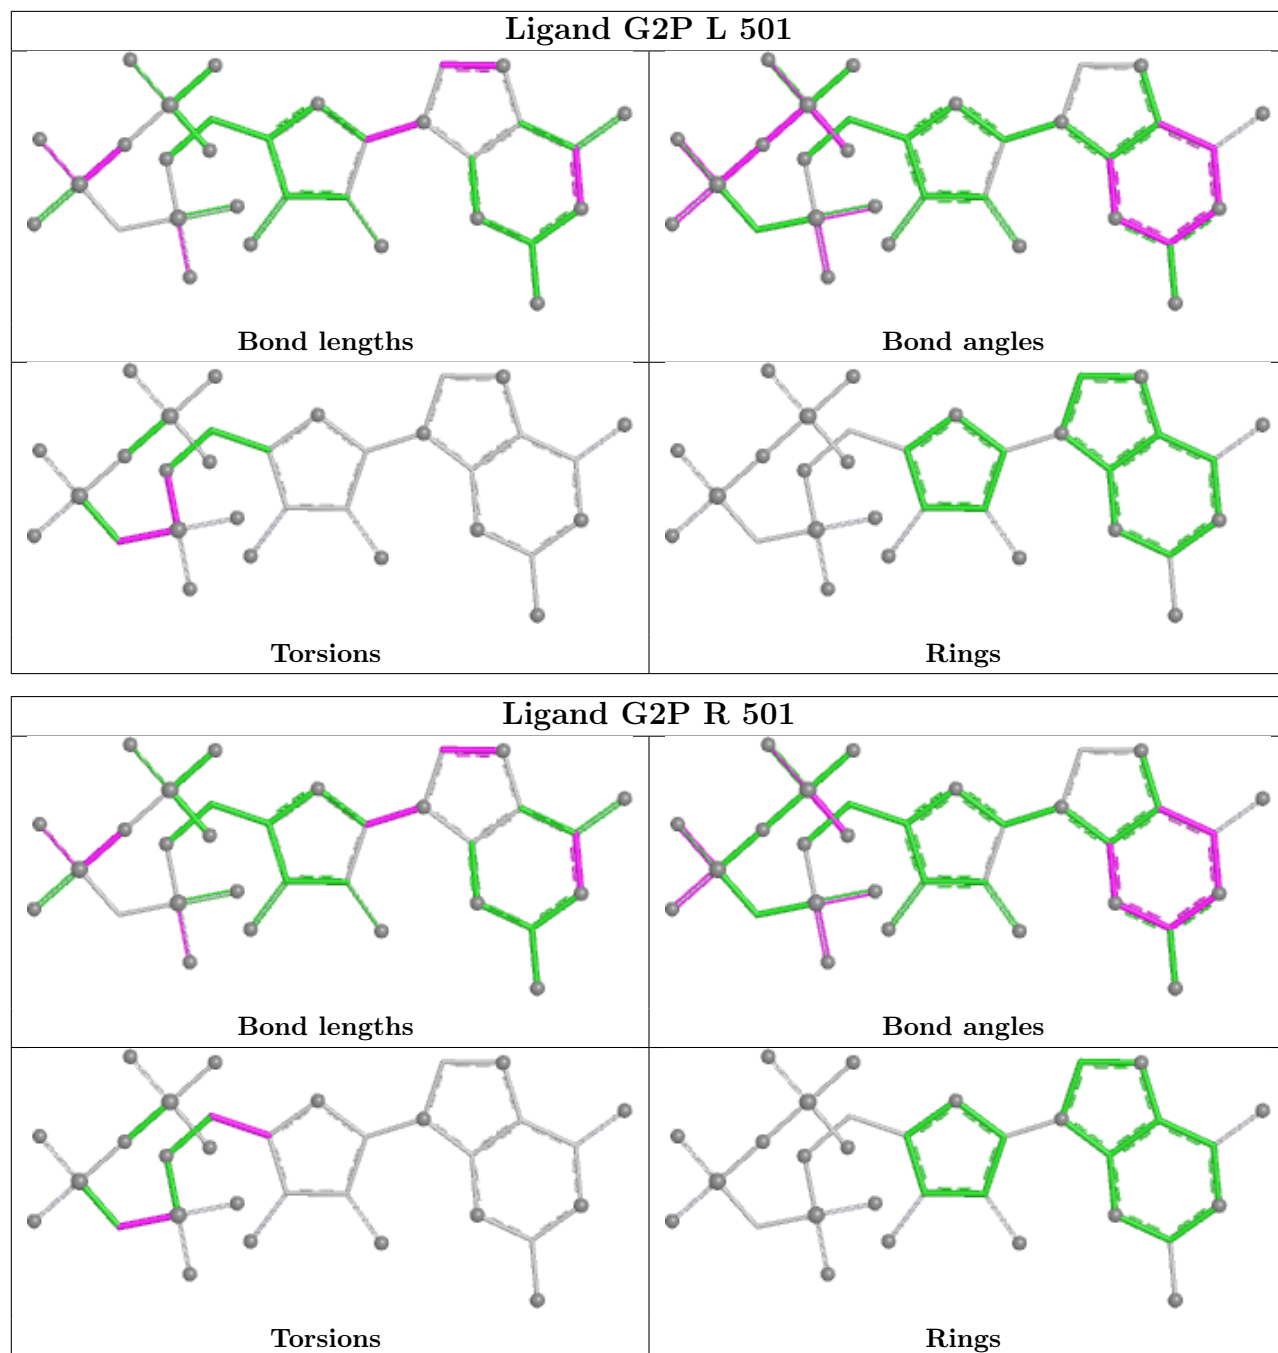 Ligand G2P L 501
Bond lengths
Bond angles
Torsions
Rings
Ligand G2P R 501
Bond lengths
Bond angles
Torsions
Rings